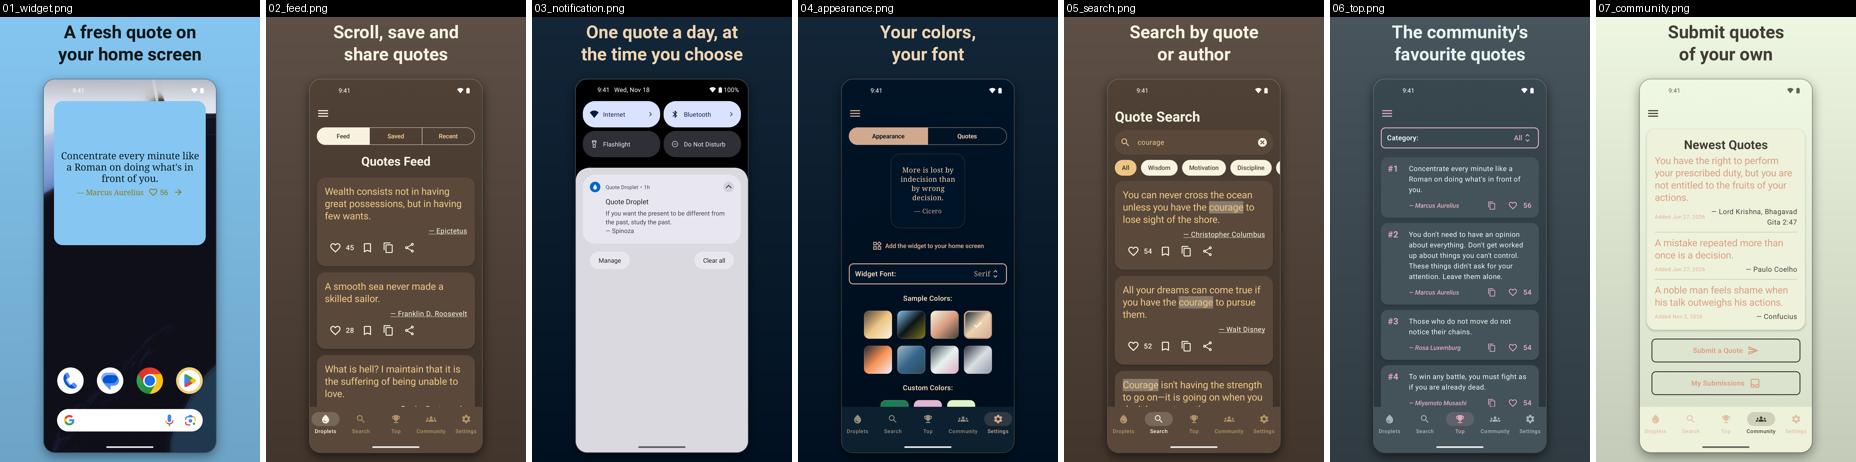 01_widget.png
A fresh quote on
your home screen
9:41
Concentrate every minute like
a Roman on doing what's in
front of you.
— Marcus Aurelius 56
02_feed.png
Scroll, save and
share quotes
9:41
Feed Saved Recent
Quotes Feed
Wealth consists not in having
great possessions, but in having
few wants.
— Epictetus
45
A smooth sea never made a
skilled sailor.
— Franklin D. Roosevelt
28
What is hell? I maintain that it is
the suffering of being unable to
love.
Droplets Search Top Community Settings
03_notification.png
One quote a day, at
the time you choose
9:41 Wed, Nov 18 100%
Internet Bluetooth
Flashlight Do Not Disturb
Quote Droplet • 1h
Quote Droplet
If you want the present to be different from
the past, study the past.
— Spinoza
Manage Clear all
04_appearance.png
Your colors,
your font
9:41
Appearance Quotes
More is lost by
indecision than
by wrong
decision.
— Cicero
Add the widget to your home screen
Widget Font: Serif
Sample Colors:
Custom Colors:
Droplets Search Top Community Settings
05_search.png
Search by quote
or author
9:41
Quote Search
courage
All Wisdom Motivation Discipline
You can never cross the ocean
unless you have the courage to
lose sight of the shore.
— Christopher Columbus
54
All your dreams can come true if
you have the courage to pursue
them.
— Walt Disney
52
Courage isn't having the strength
to go on—it is going on when you
Droplets Search Top Community Settings
06_top.png
The community's
favourite quotes
9:41
Category: All
#1 Concentrate every minute like a
Roman on doing what's in front of
you.
— Marcus Aurelius 56
#2 You don't need to have an opinion
about everything. Don't get worked
up about things you can't control.
These things didn't ask for your
attention. Leave them alone.
— Marcus Aurelius 54
#3 Those who do not move do not
notice their chains.
— Rosa Luxemburg 54
#4 To win any battle, you must fight as
if you are already dead.
— Miyamoto Musashi 54
Droplets Search Top Community Settings
07_community.png
Submit quotes
of your own
9:41
Newest Quotes
You have the right to perform
your prescribed duty, but you are
not entitled to the fruits of your
actions.
Added Jun 27, 2026 — Lord Krishna, Bhagavad
Gita 2:47
A mistake repeated more than
once is a decision.
Added Jun 27, 2026 — Paulo Coelho
A noble man feels shame when
his talk outweighs his actions.
Added Nov 2, — Confucius
Submit a Quote
My Submissions
Droplets Search Top Community Settings